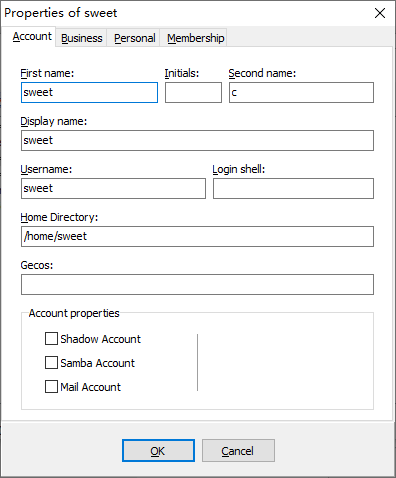 Properties of sweet
Account Business Personal Membership
First name: Initials: Second name:
sweet c
Display name:
sweet
Username: Login shell:
sweet
Home Directory:
/home/sweet
Gecos:
Account properties
Shadow Account
Samba Account
Mail Account
OK Cancel